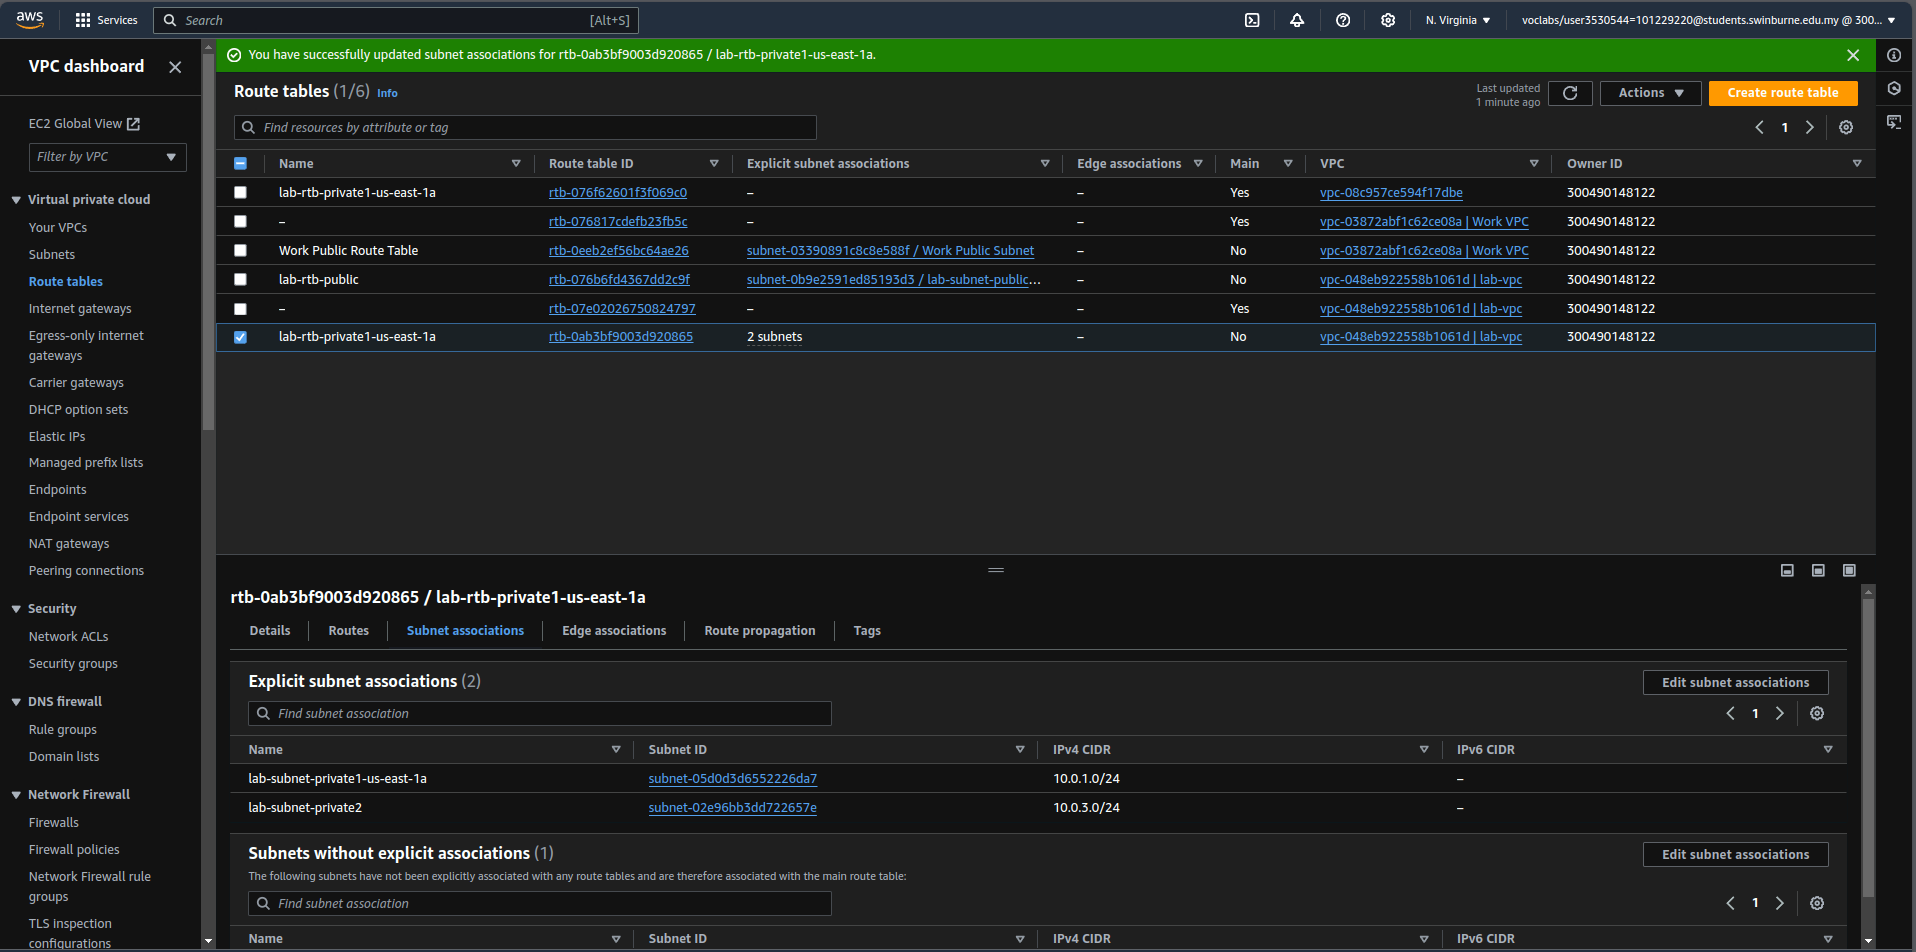 aws Services Search [Alt+S] N. Virginia voclabs/user3530544=101229220@students.swinburne.edu.my @ 300...
VPC dashboard
EC2 Global View
Filter by VPC
Virtual private cloud
Your VPCs
Subnets
Route tables
Internet gateways
Egress-only internet
gateways
Carrier gateways
DHCP option sets
Elastic IPs
Managed prefix lists
Endpoints
Endpoint services
NAT gateways
Peering connections
Security
Network ACLs
Security groups
DNS firewall
Rule groups
Domain lists
Network Firewall
Firewalls
Firewall policies
Network Firewall rule
groups
TLS inspection
configurations
You have successfully updated subnet associations for rtb-0ab3bf9003d920865 / lab-rtb-private1-us-east-1a.
Route tables (1/6) Info
Last updated
1 minute ago
Actions
Create route table
Find resources by attribute or tag
1
Name Route table ID Explicit subnet associations Edge associations Main VPC Owner ID
lab-rtb-private1-us-east-1a rtb-076f62601f3f069c0 – – Yes vpc-08c957ce594f17dbe 300490148122
– rtb-076817cdefb23fb5c – – Yes vpc-03872abf1c62ce08a | Work VPC 300490148122
Work Public Route Table rtb-0eeb2ef56bc64ae26 subnet-03390891c8c8e588f / Work Public Subnet – No vpc-03872abf1c62ce08a | Work VPC 300490148122
lab-rtb-public rtb-076b6fd4367dd2c9f subnet-0b9e2591ed85193d3 / lab-subnet-public... – No vpc-048eb922558b1061d | lab-vpc 300490148122
– rtb-07e02026750824797 – – Yes vpc-048eb922558b1061d | lab-vpc 300490148122
lab-rtb-private1-us-east-1a rtb-0ab3bf9003d920865 2 subnets – No vpc-048eb922558b1061d | lab-vpc 300490148122
rtb-0ab3bf9003d920865 / lab-rtb-private1-us-east-1a
Details Routes Subnet associations Edge associations Route propagation Tags
Explicit subnet associations (2)
Edit subnet associations
Find subnet association
1
Name Subnet ID IPv4 CIDR IPv6 CIDR
lab-subnet-private1-us-east-1a subnet-05d0d3d6552226da7 10.0.1.0/24 –
lab-subnet-private2 subnet-02e96bb3dd722657e 10.0.3.0/24 –
Subnets without explicit associations (1)
Edit subnet associations
The following subnets have not been explicitly associated with any route tables and are therefore associated with the main route table:
Find subnet association
1
Name Subnet ID IPv4 CIDR IPv6 CIDR